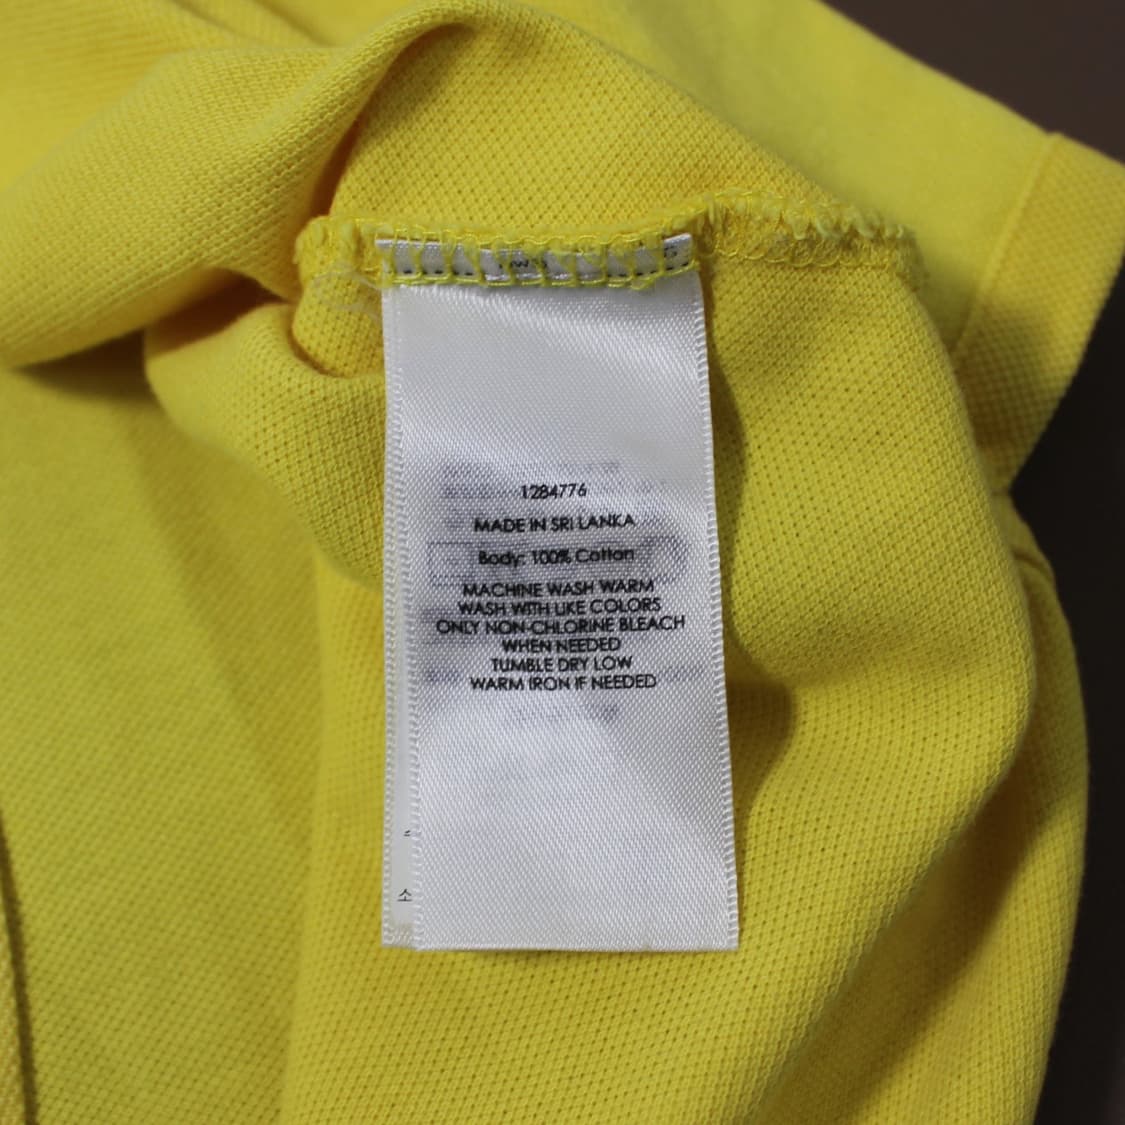 1284776
MADE IN SRI LANKA
Body: 100% Cotton
MACHINE WASH WARM
WASH WITH LIKE COLORS
ONLY NON-CHLORINE BLEACH
WHEN NEEDED
TUMBLE DRY LOW
WARM IRON IF NEEDED
소